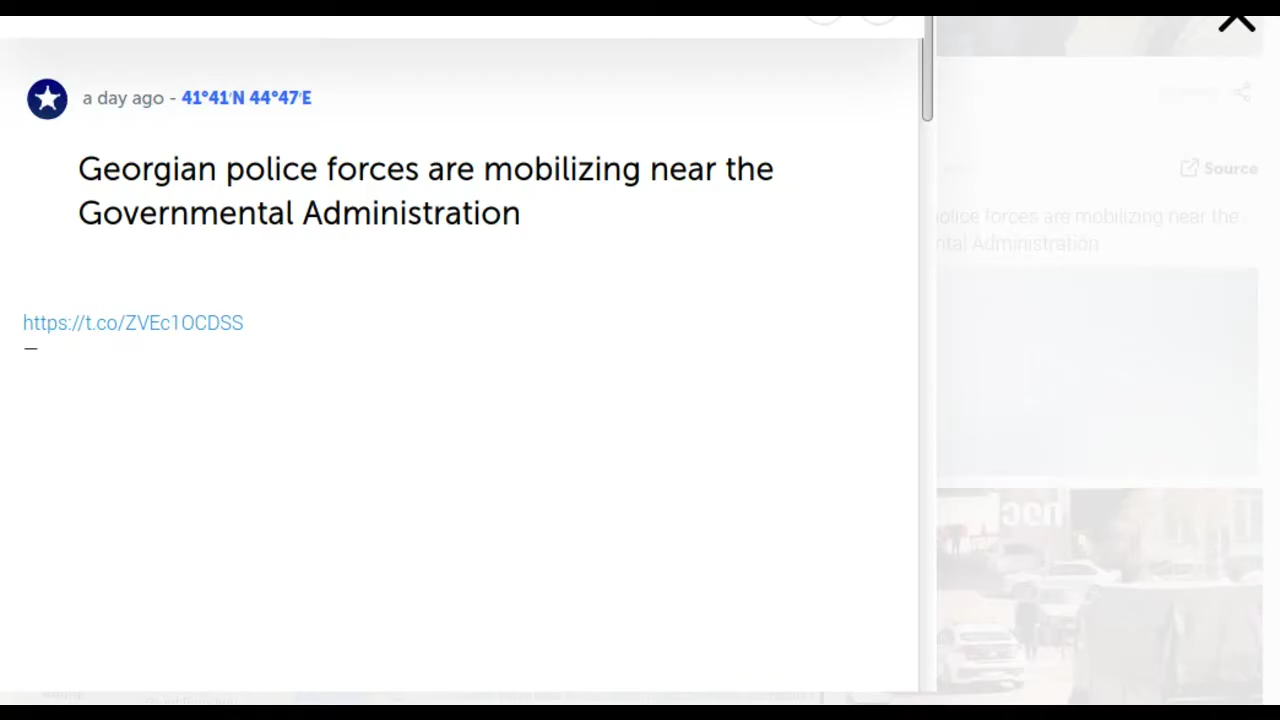 a day ago - 41°41'N 44°47'E
Georgian police forces are mobilizing near the
Governmental Administration
https://t.co/ZVEc1OCDSS
—
Source
olice forces are mobilizing near the
ntal Administration